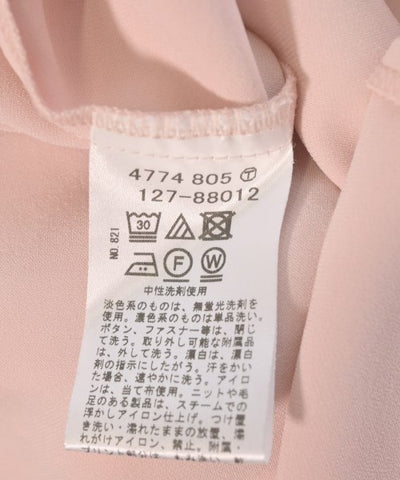 4774 805 ㋣
127-88012
NO.821
30
F W
中性洗剤使用
淡色系のものは、無蛍光洗剤を
使用。濃色系のものは単品洗い。
ボタン、ファスナー等は、閉じ
て洗う。取り外し可能な附属品
は、外して洗う。漂白は、漂白
剤の指示にしたがう。汗をかい
た場合、速やかに洗う。アイロ
ンは、当て布使用。ニットや毛
足のある製品は、スチームでの
浮かしアイロン仕上げ。つけ置
き洗い・濡れたままの放置、濡
れがけアイロン、禁止。附属・